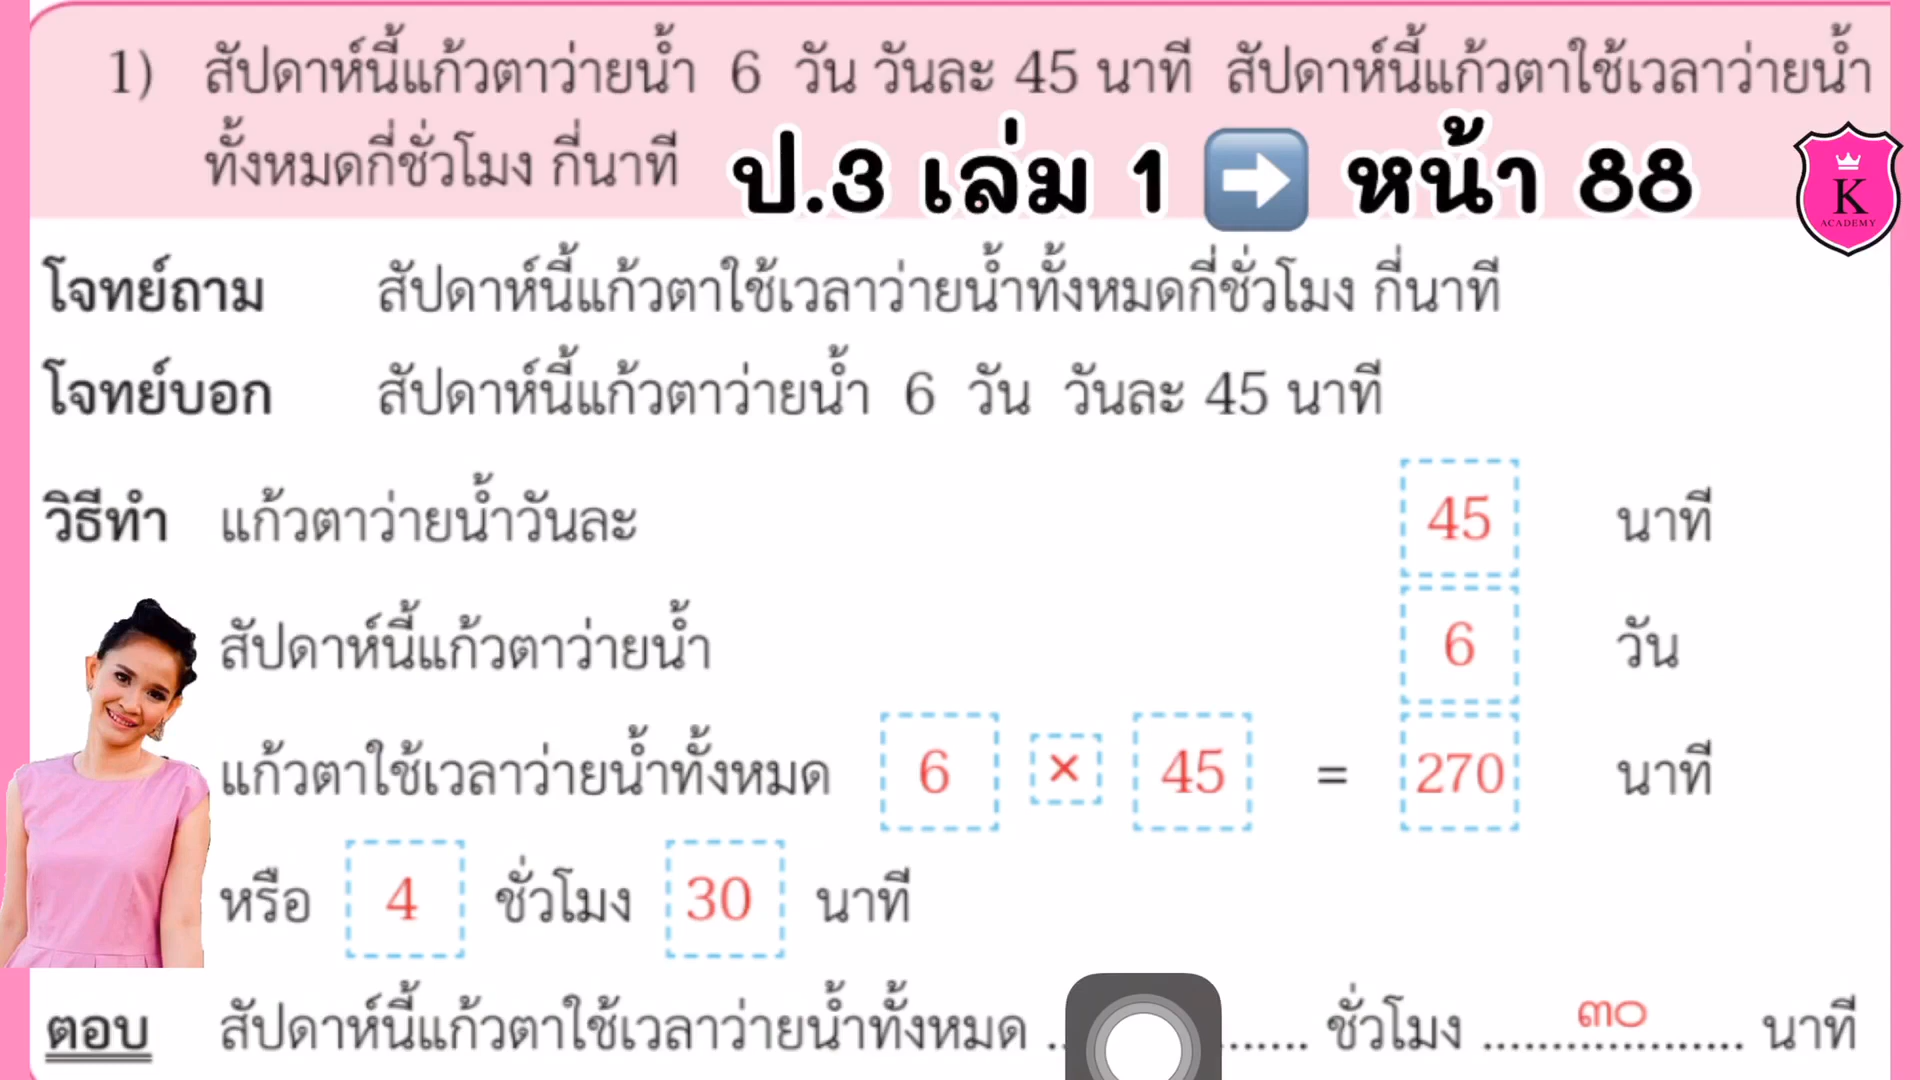 1) สัปดาห์นี้แก้วตาว่ายน้ำ 6 วัน วันละ 45 นาที สัปดาห์นี้แก้วตาใช้เวลาว่ายน้ำ
ทั้งหมดกี่ชั่วโมง กี่นาที
ป.3 เล่ม 1 ➡️ หน้า 88
K
ACADEMY
โจทย์ถาม สัปดาห์นี้แก้วตาใช้เวลาว่ายน้ำทั้งหมดกี่ชั่วโมง กี่นาที
โจทย์บอก สัปดาห์นี้แก้วตาว่ายน้ำ 6 วัน วันละ 45 นาที
วิธีทำ แก้วตาว่ายน้ำวันละ 45 นาที
สัปดาห์นี้แก้วตาว่ายน้ำ 6 วัน
แก้วตาใช้เวลาว่ายน้ำทั้งหมด 6 × 45 = 270 นาที
หรือ 4 ชั่วโมง 30 นาที
ตอบ สัปดาห์นี้แก้วตาใช้เวลาว่ายน้ำทั้งหมด ........ ชั่วโมง ....๓๐.... นาที